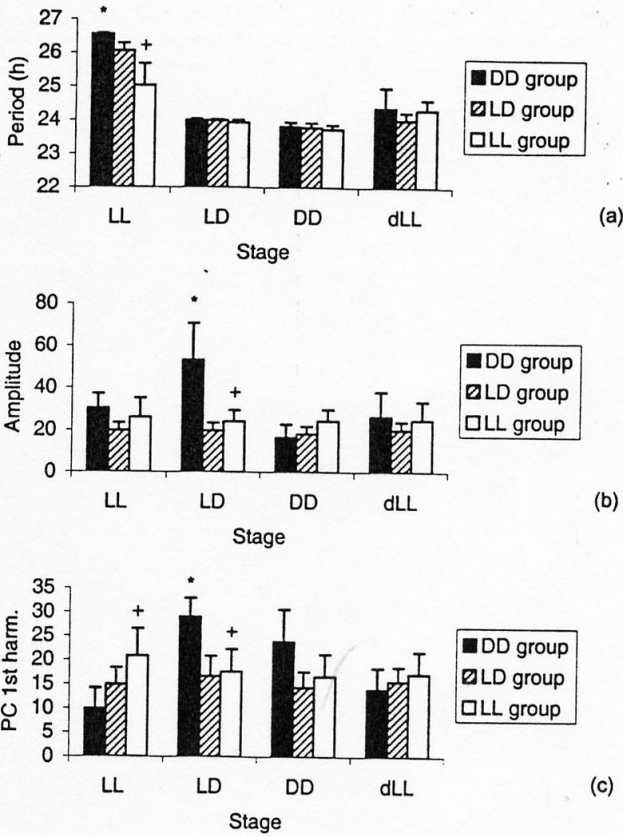 27
26
25
24
23
22
Period (h)
*
+
LL LD DD dLL
Stage
DD group
LD group
LL group
(a)
80
60
40
20
0
Amplitude
*
+
LL LD DD dLL
Stage
DD group
LD group
LL group
(b)
35
30
25
20
15
10
5
0
PC 1st harm.
+
*
+
LL LD DD dLL
Stage
DD group
LD group
LL group
(c)